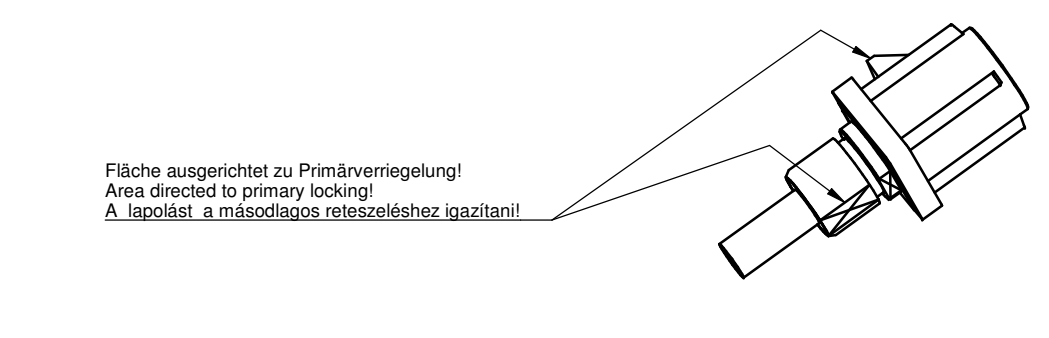 Fläche ausgerichtet zu Primärverriegelung!
Area directed to primary locking!
A lapolást a másodlagos reteszeléshez igazítani!